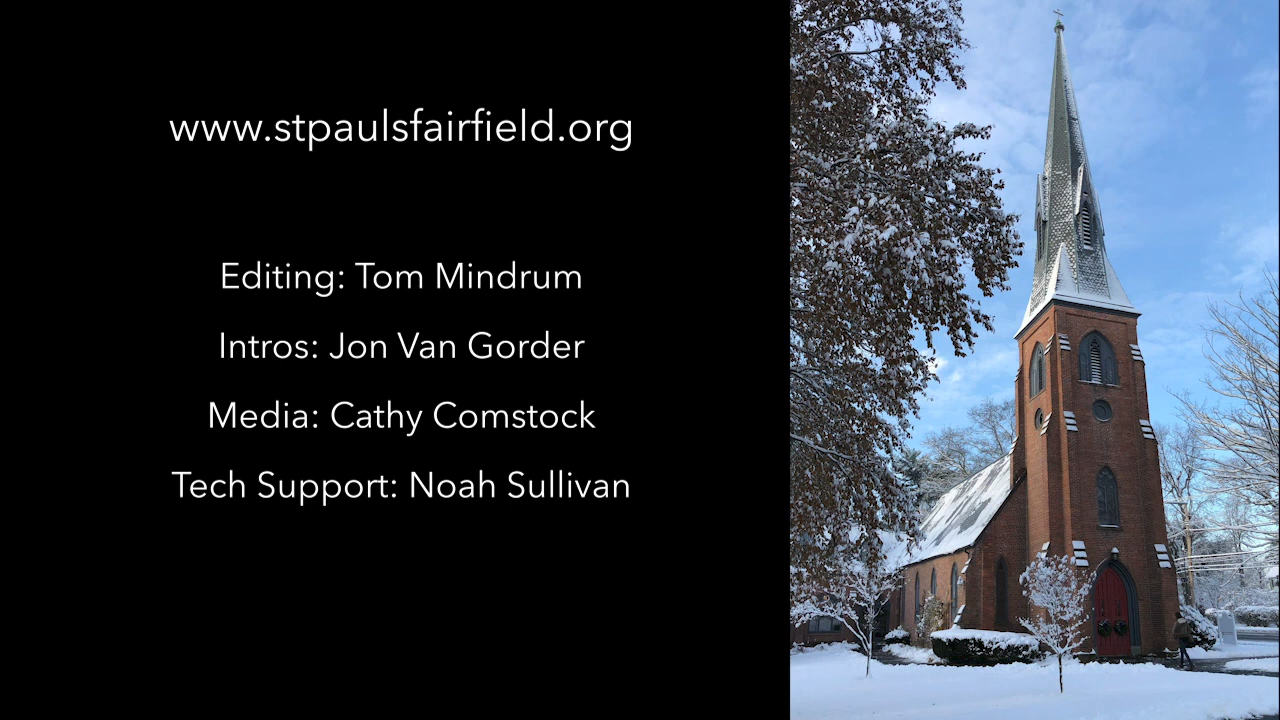 www.stpaulsfairfield.org
Editing: Tom Mindrum
Intros: Jon Van Gorder
Media: Cathy Comstock
Tech Support: Noah Sullivan